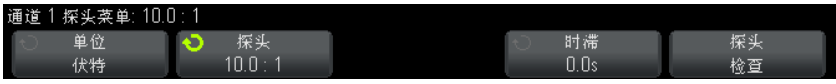 通道 1 探头菜单: 10.0 : 1
单位
伏特
探头
10.0 : 1
时滞
0.0s
探头
检查